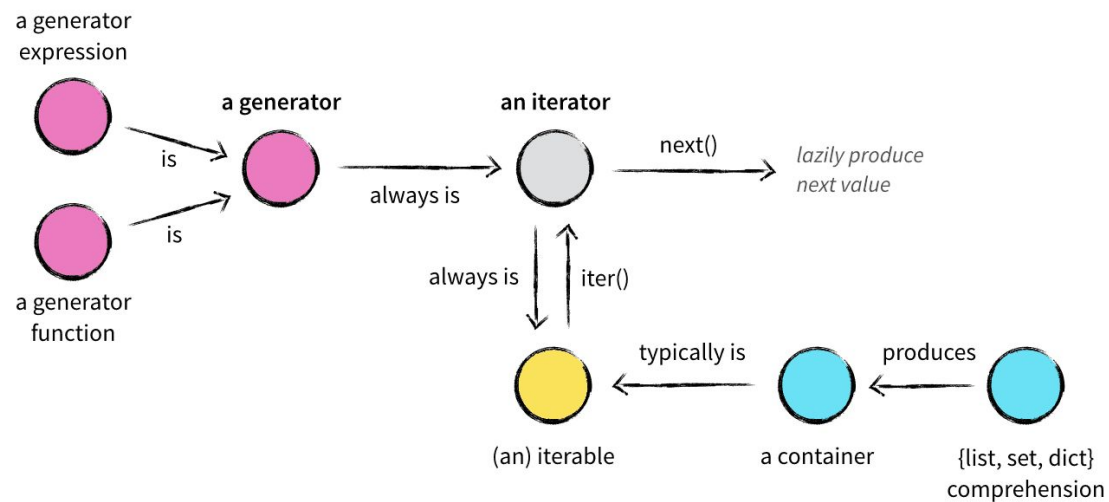 a generator
expression
a generator
an iterator
is
next()
lazily produce
next value
always is
is
always is
iter()
a generator
function
typically is
produces
(an) iterable
a container
{list, set, dict}
comprehension